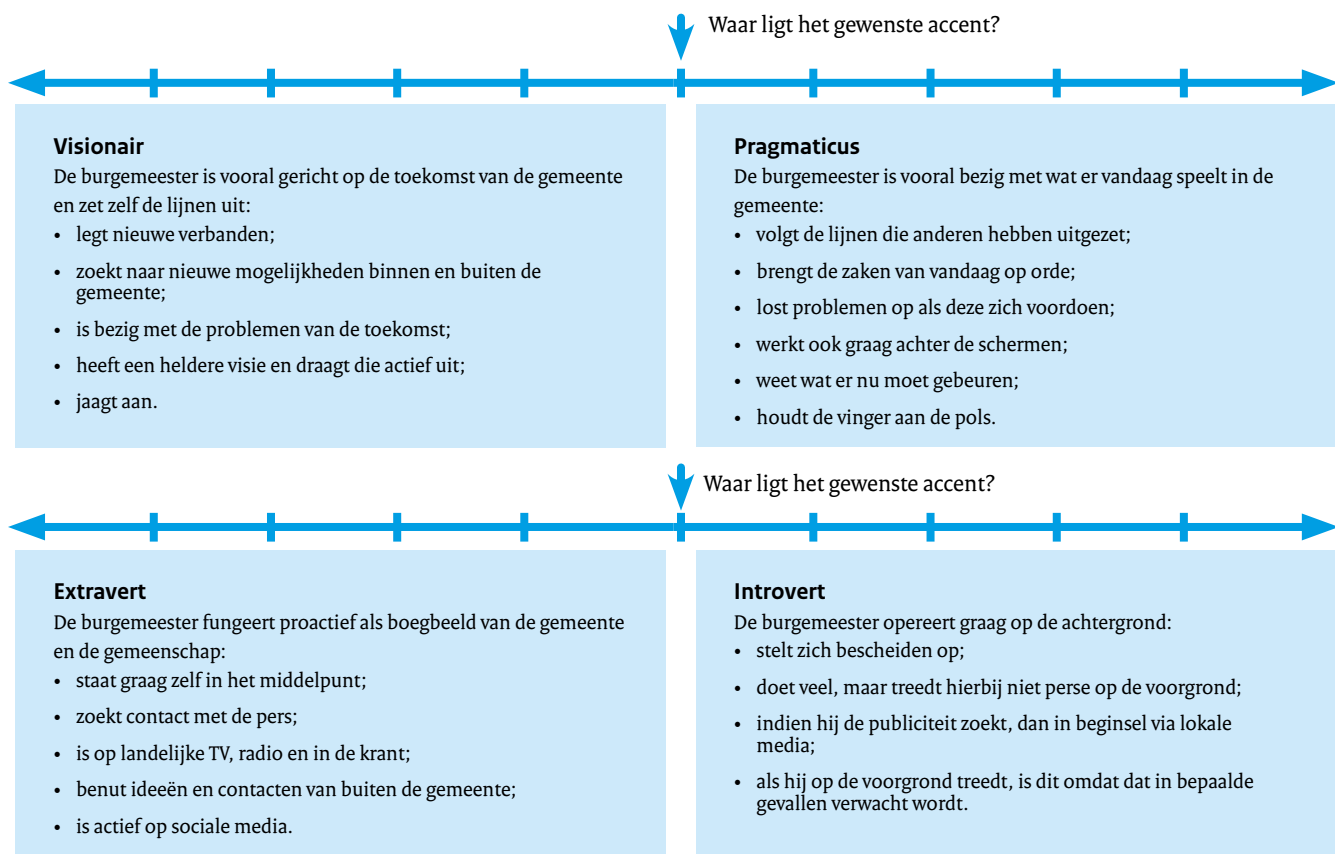 Waar ligt het gewenste accent?
Visionair
De burgemeester is vooral gericht op de toekomst van de gemeente
en zet zelf de lijnen uit:
• legt nieuwe verbanden;
• zoekt naar nieuwe mogelijkheden binnen en buiten de
gemeente;
• is bezig met de problemen van de toekomst;
• heeft een heldere visie en draagt die actief uit;
• jaagt aan.
Pragmaticus
De burgemeester is vooral bezig met wat er vandaag speelt in de
gemeente:
• volgt de lijnen die anderen hebben uitgezet;
• brengt de zaken van vandaag op orde;
• lost problemen op als deze zich voordoen;
• werkt ook graag achter de schermen;
• weet wat er nu moet gebeuren;
• houdt de vinger aan de pols.
Waar ligt het gewenste accent?
Extravert
De burgemeester fungeert proactief als boegbeeld van de gemeente
en de gemeenschap:
• staat graag zelf in het middelpunt;
• zoekt contact met de pers;
• is op landelijke TV, radio en in de krant;
• benut ideeën en contacten van buiten de gemeente;
• is actief op sociale media.
Introvert
De burgemeester opereert graag op de achtergrond:
• stelt zich bescheiden op;
• doet veel, maar treedt hierbij niet perse op de voorgrond;
• indien hij de publiciteit zoekt, dan in beginsel via lokale
media;
• als hij op de voorgrond treedt, is dit omdat dat in bepaalde
gevallen verwacht wordt.